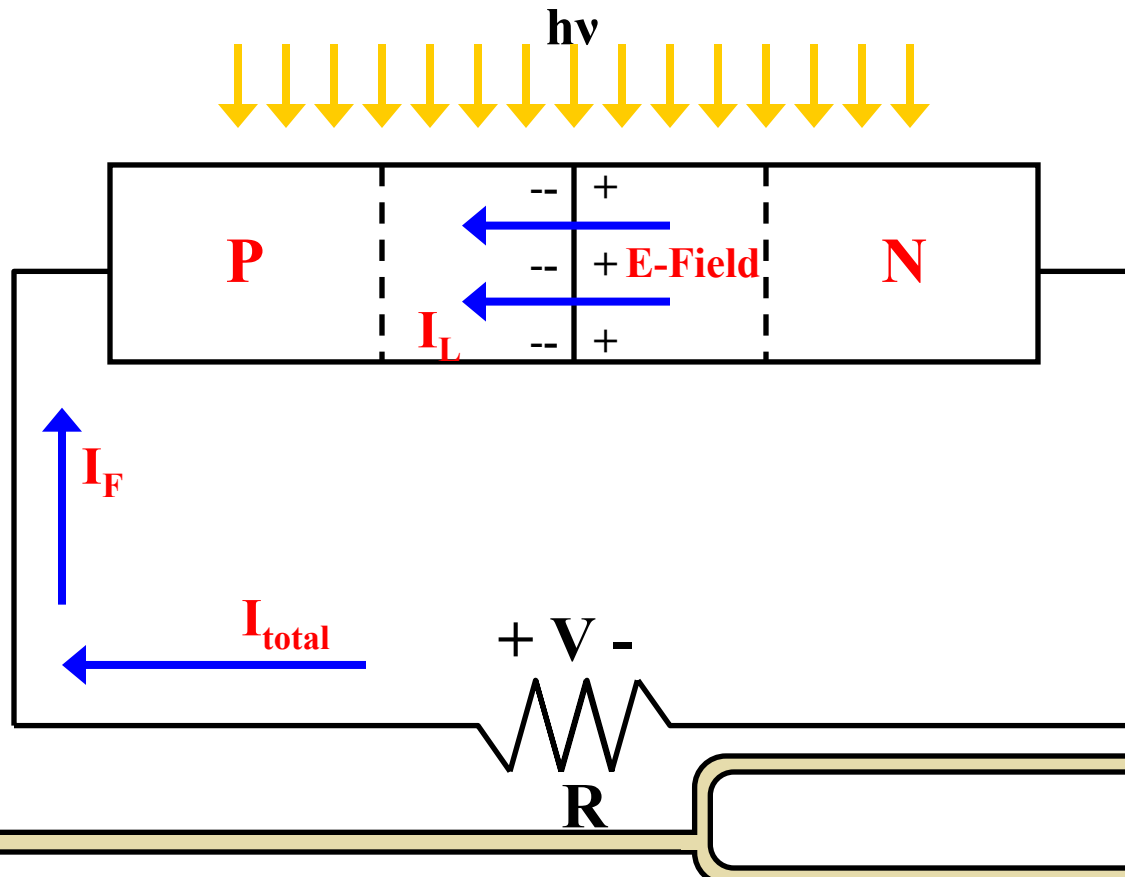 hν
-- +
P -- + E-Field N
I_L -- +
I_F
I_total
+ V -
R